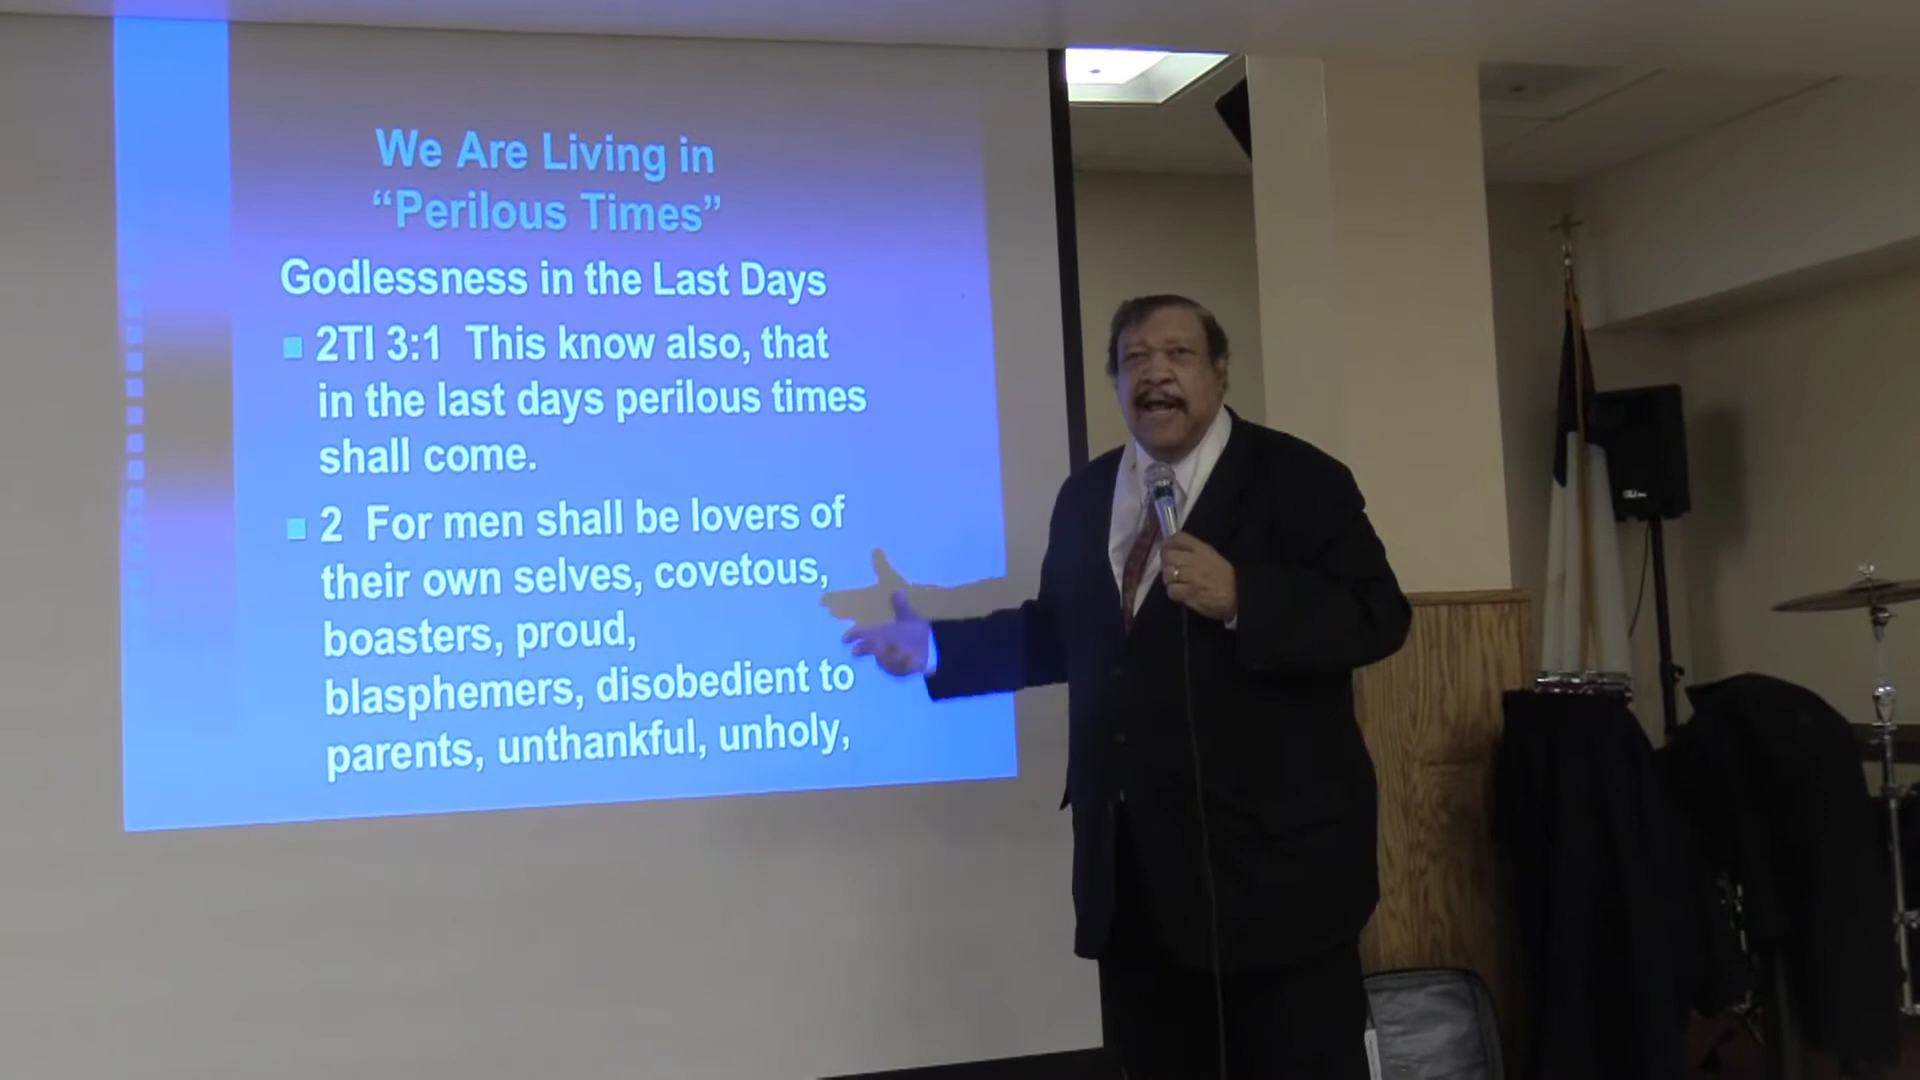 We Are Living in
“Perilous Times”
Godlessness in the Last Days
2TI 3:1 This know also, that
in the last days perilous times
shall come.
2 For men shall be lovers of
their own selves, covetous,
boasters, proud,
blasphemers, disobedient to
parents, unthankful, unholy,